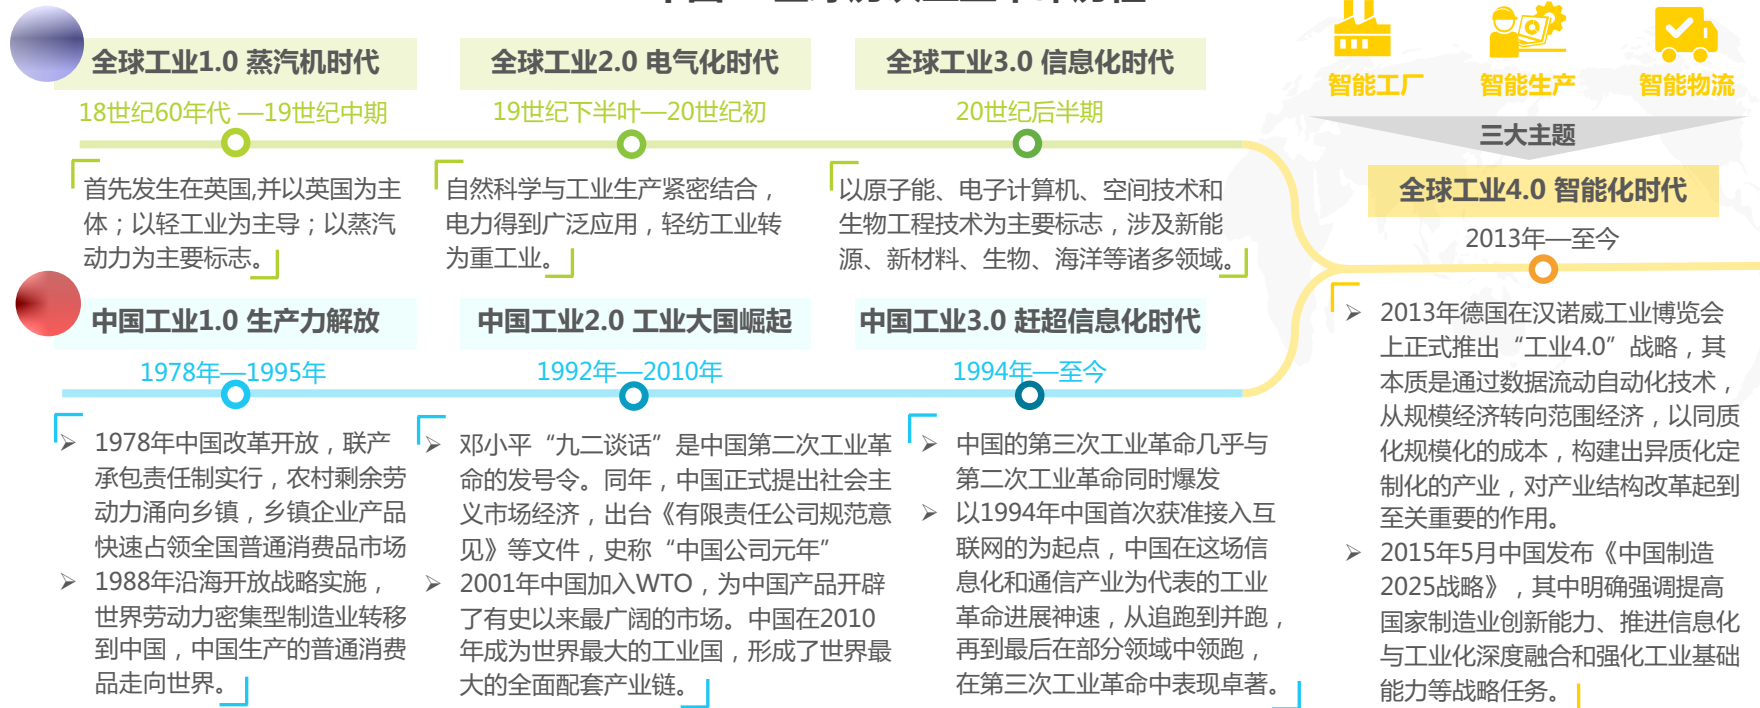 全球工业1.0 蒸汽机时代
18世纪60年代 —19世纪中期
首先发生在英国,并以英国为主
体；以轻工业为主导；以蒸汽
动力为主要标志。
全球工业2.0 电气化时代
19世纪下半叶—20世纪初
自然科学与工业生产紧密结合，
电力得到广泛应用，轻纺工业转
为重工业。
全球工业3.0 信息化时代
20世纪后半期
以原子能、电子计算机、空间技术和
生物工程技术为主要标志，涉及新能
源、新材料、生物、海洋等诸多领域。
智能工厂
智能生产
智能物流
三大主题
全球工业4.0 智能化时代
2013年—至今
2013年德国在汉诺威工业博览会
上正式推出“工业4.0”战略，其
本质是通过数据流动自动化技术，
从规模经济转向范围经济，以同质
化规模化的成本，构建出异质化定
制化的产业，对产业结构改革起到
至关重要的作用。
2015年5月中国发布《中国制造
2025战略》，其中明确强调提高
国家制造业创新能力、推进信息化
与工业化深度融合和强化工业基础
能力等战略任务。
中国工业1.0 生产力解放
1978年—1995年
1978年中国改革开放，联产
承包责任制实行，农村剩余劳
动力涌向乡镇，乡镇企业产品
快速占领全国普通消费品市场
1988年沿海开放战略实施，
世界劳动力密集型制造业转移
到中国，中国生产的普通消费
品走向世界。
中国工业2.0 工业大国崛起
1992年—2010年
邓小平“九二谈话”是中国第二次工业革
命的发号令。同年，中国正式提出社会主
义市场经济，出台《有限责任公司规范意
见》等文件，史称“中国公司元年”
2001年中国加入WTO，为中国产品开辟
了有史以来最广阔的市场。中国在2010
年成为世界最大的工业国，形成了世界最
大的全面配套产业链。
中国工业3.0 赶超信息化时代
1994年—至今
中国的第三次工业革命几乎与
第二次工业革命同时爆发
以1994年中国首次获准接入互
联网的为起点，中国在这场信
息化和通信产业为代表的工业
革命进展神速，从追跑到并跑，
再到最后在部分领域中领跑，
在第三次工业革命中表现卓著。